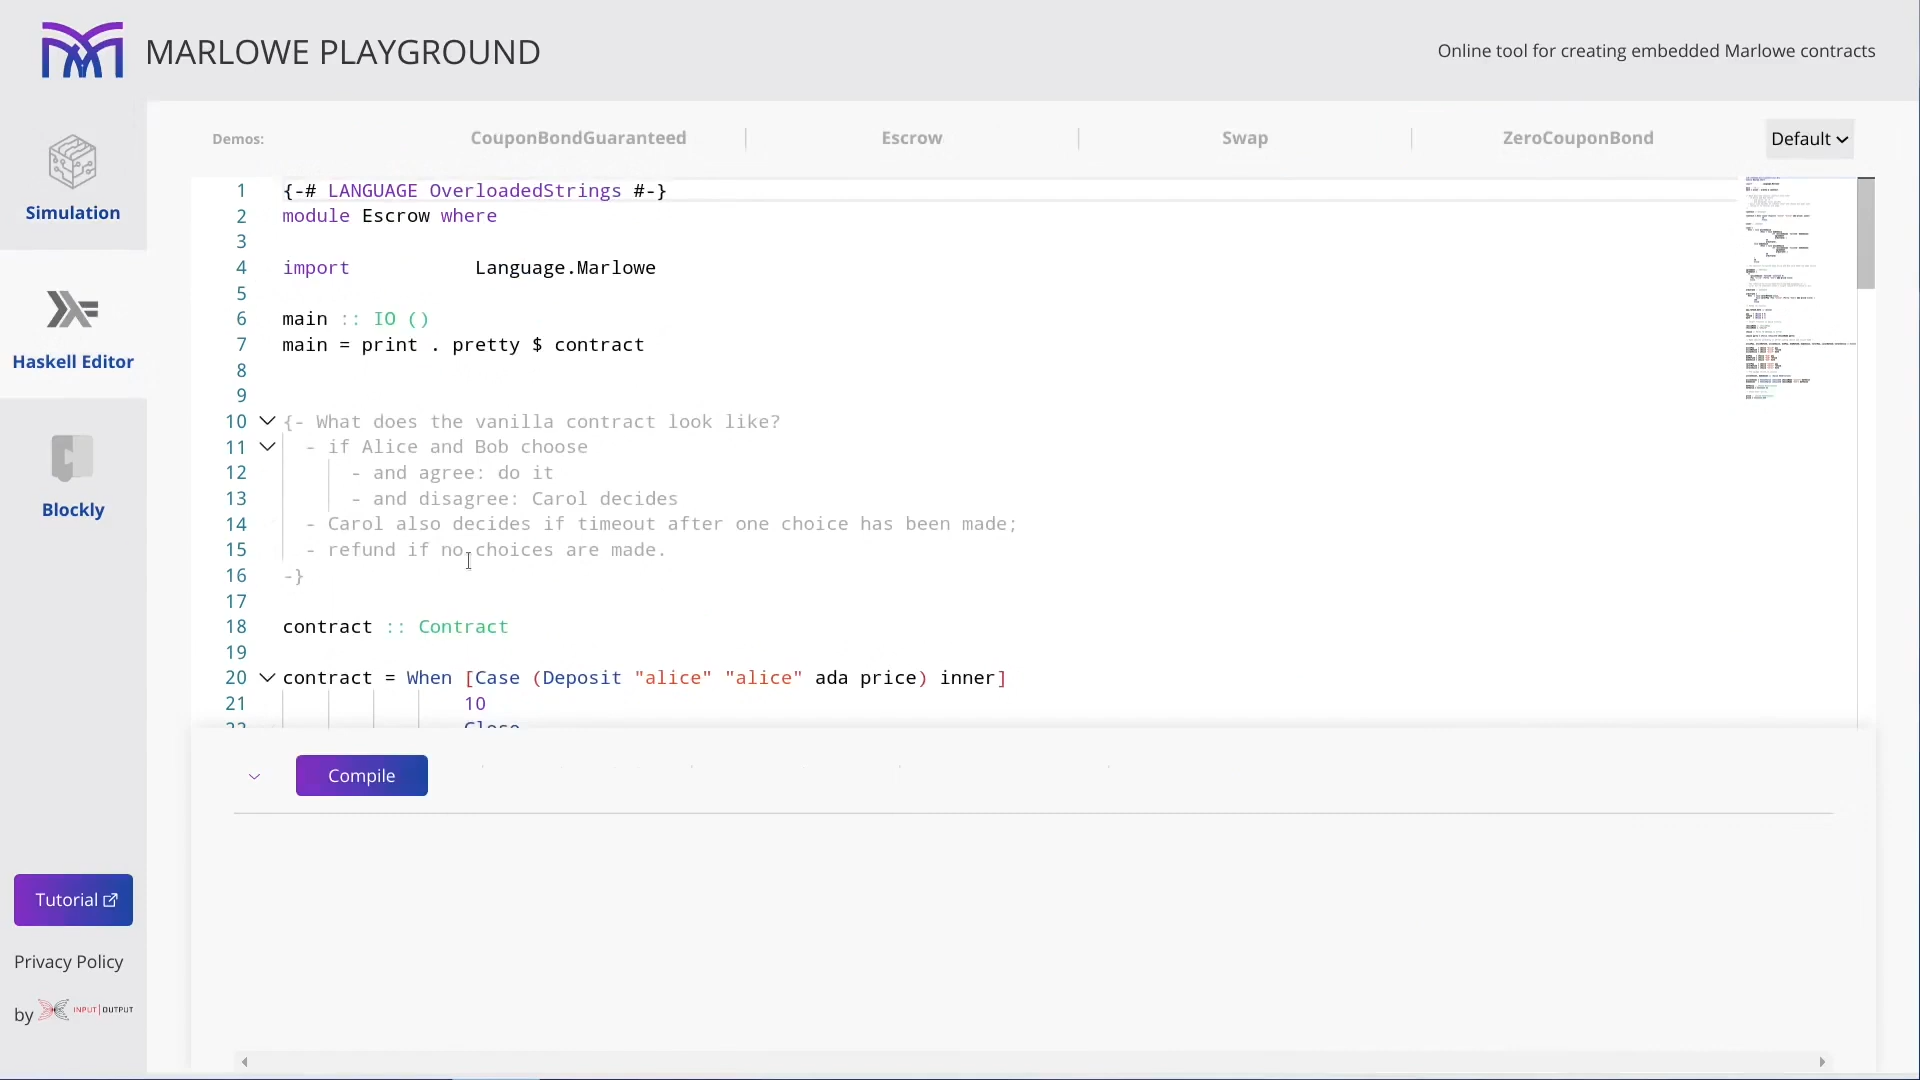 MARLOWE PLAYGROUND
Online tool for creating embedded Marlowe contracts
Simulation
Haskell Editor
Blockly
Tutorial
Privacy Policy
by INPUT | OUTPUT
Demos: CouponBondGuaranteed Escrow Swap ZeroCouponBond Default
1 {-# LANGUAGE OverloadedStrings #-}
2 module Escrow where
3
4 import           Language.Marlowe
5
6 main :: IO ()
7 main = print . pretty $ contract
8
9
10 {- What does the vanilla contract look like?
11   - if Alice and Bob choose
12       - and agree: do it
13       - and disagree: Carol decides
14   - Carol also decides if timeout after one choice has been made;
15   - refund if no choices are made.
16 -}
17
18 contract :: Contract
19
20 contract = When [Case (Deposit "alice" "alice" ada price) inner]
21                 10
22                 Close
Compile